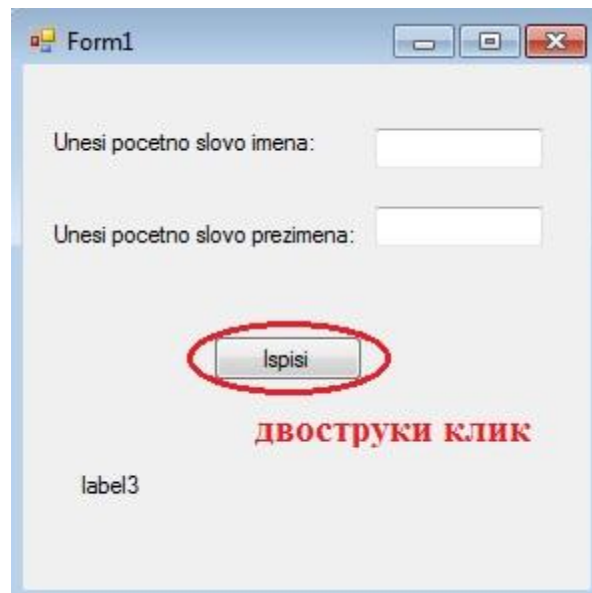 Form1
Unesi pocetno slovo imena:
Unesi pocetno slovo prezimena:
Ispisi
двоструки клик
label3